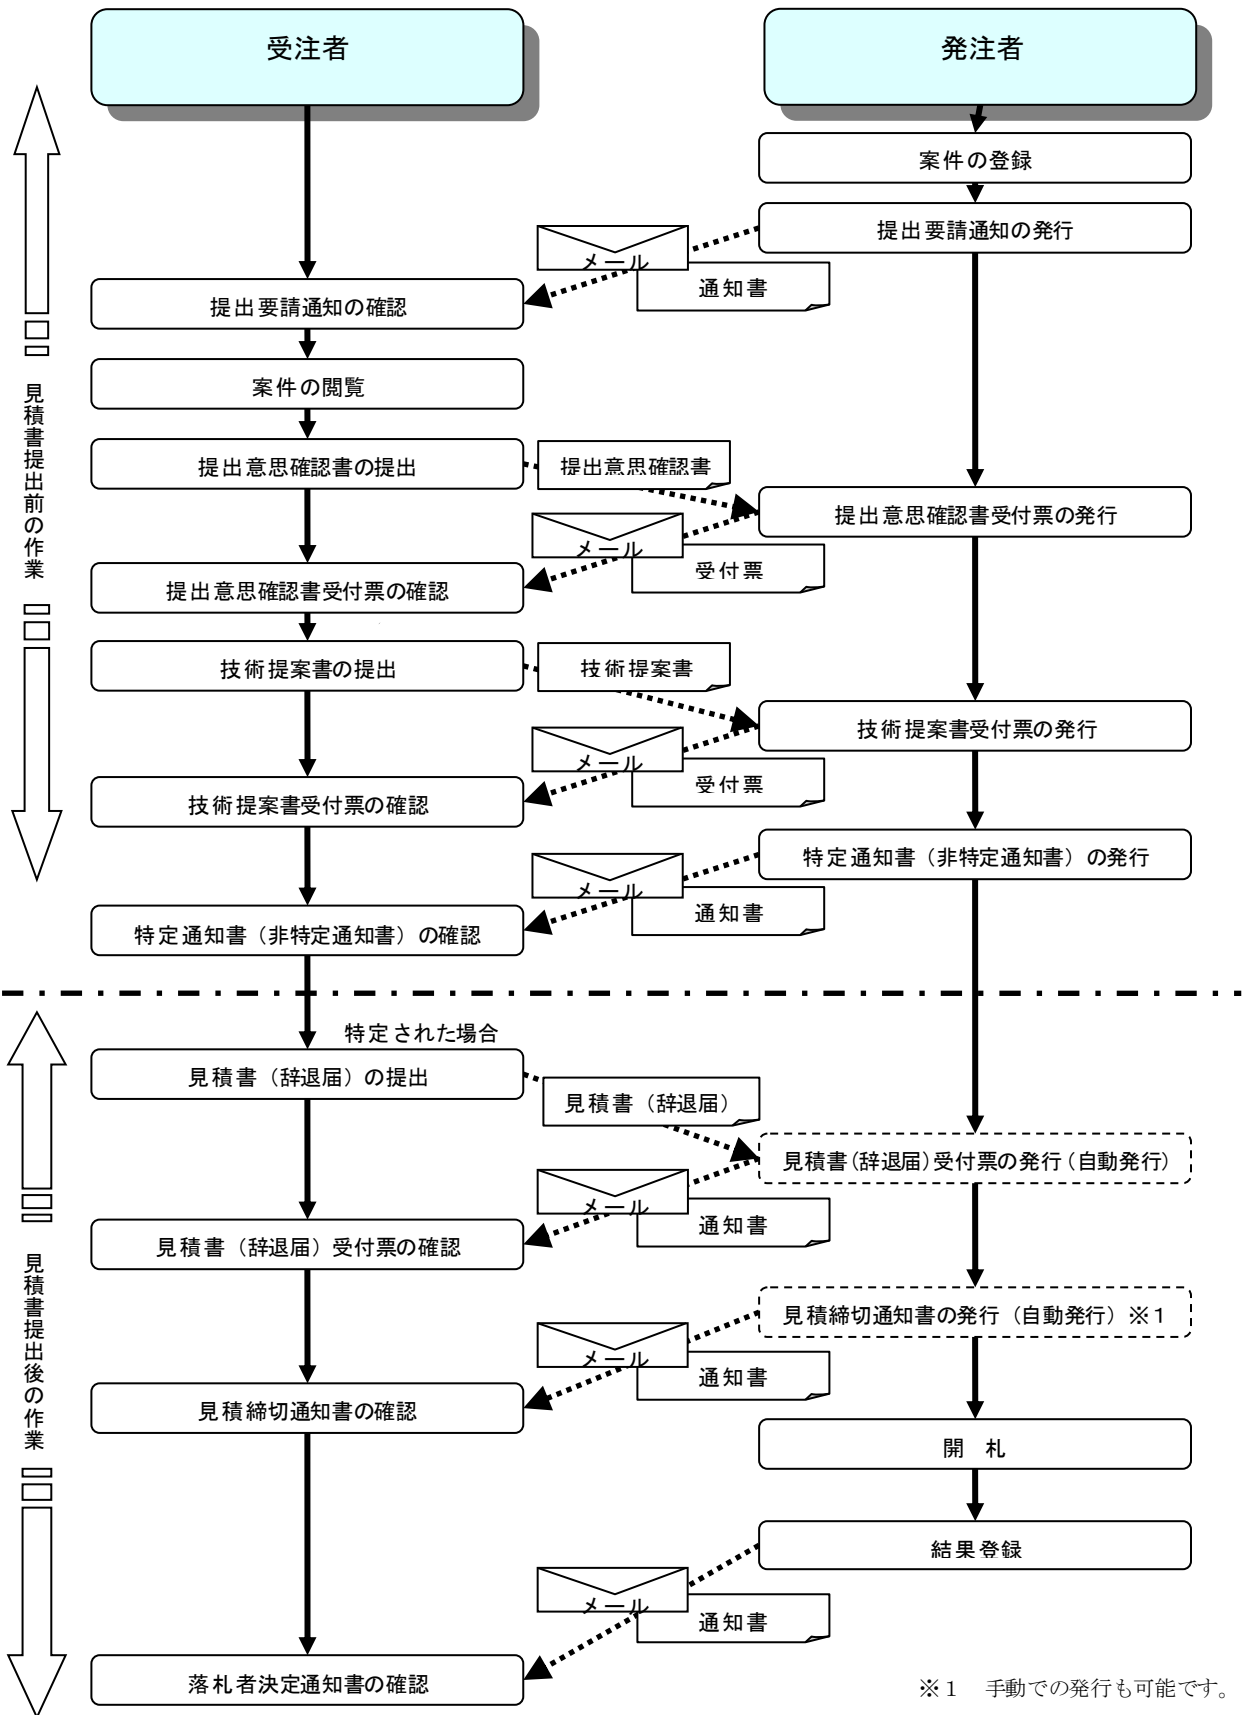 受注者
発注者
案件の登録
提出要請通知の発行
メール
通知書
提出要請通知の確認
案件の閲覧
見積書提出前の作業
提出意思確認書の提出
提出意思確認書
提出意思確認書受付票の発行
メール
受付票
提出意思確認書受付票の確認
技術提案書の提出
技術提案書
技術提案書受付票の発行
メール
受付票
技術提案書受付票の確認
特定通知書（非特定通知書）の発行
メール
通知書
特定通知書（非特定通知書）の確認
特定された場合
見積書（辞退届）の提出
見積書（辞退届）
見積書(辞退届)受付票の発行(自動発行)
メール
通知書
見積書（辞退届）受付票の確認
見積書提出後の作業
見積締切通知書の発行（自動発行）※１
メール
通知書
見積締切通知書の確認
開　札
結果登録
メール
通知書
落札者決定通知書の確認
※１　手動での発行も可能です。